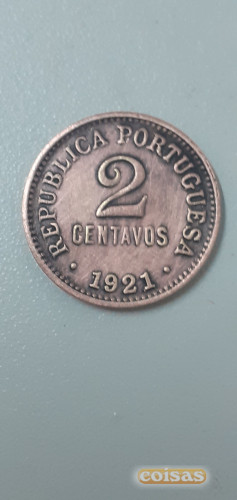 REPUBLICA PORTUGUESA
2
CENTAVOS
1921
coisas